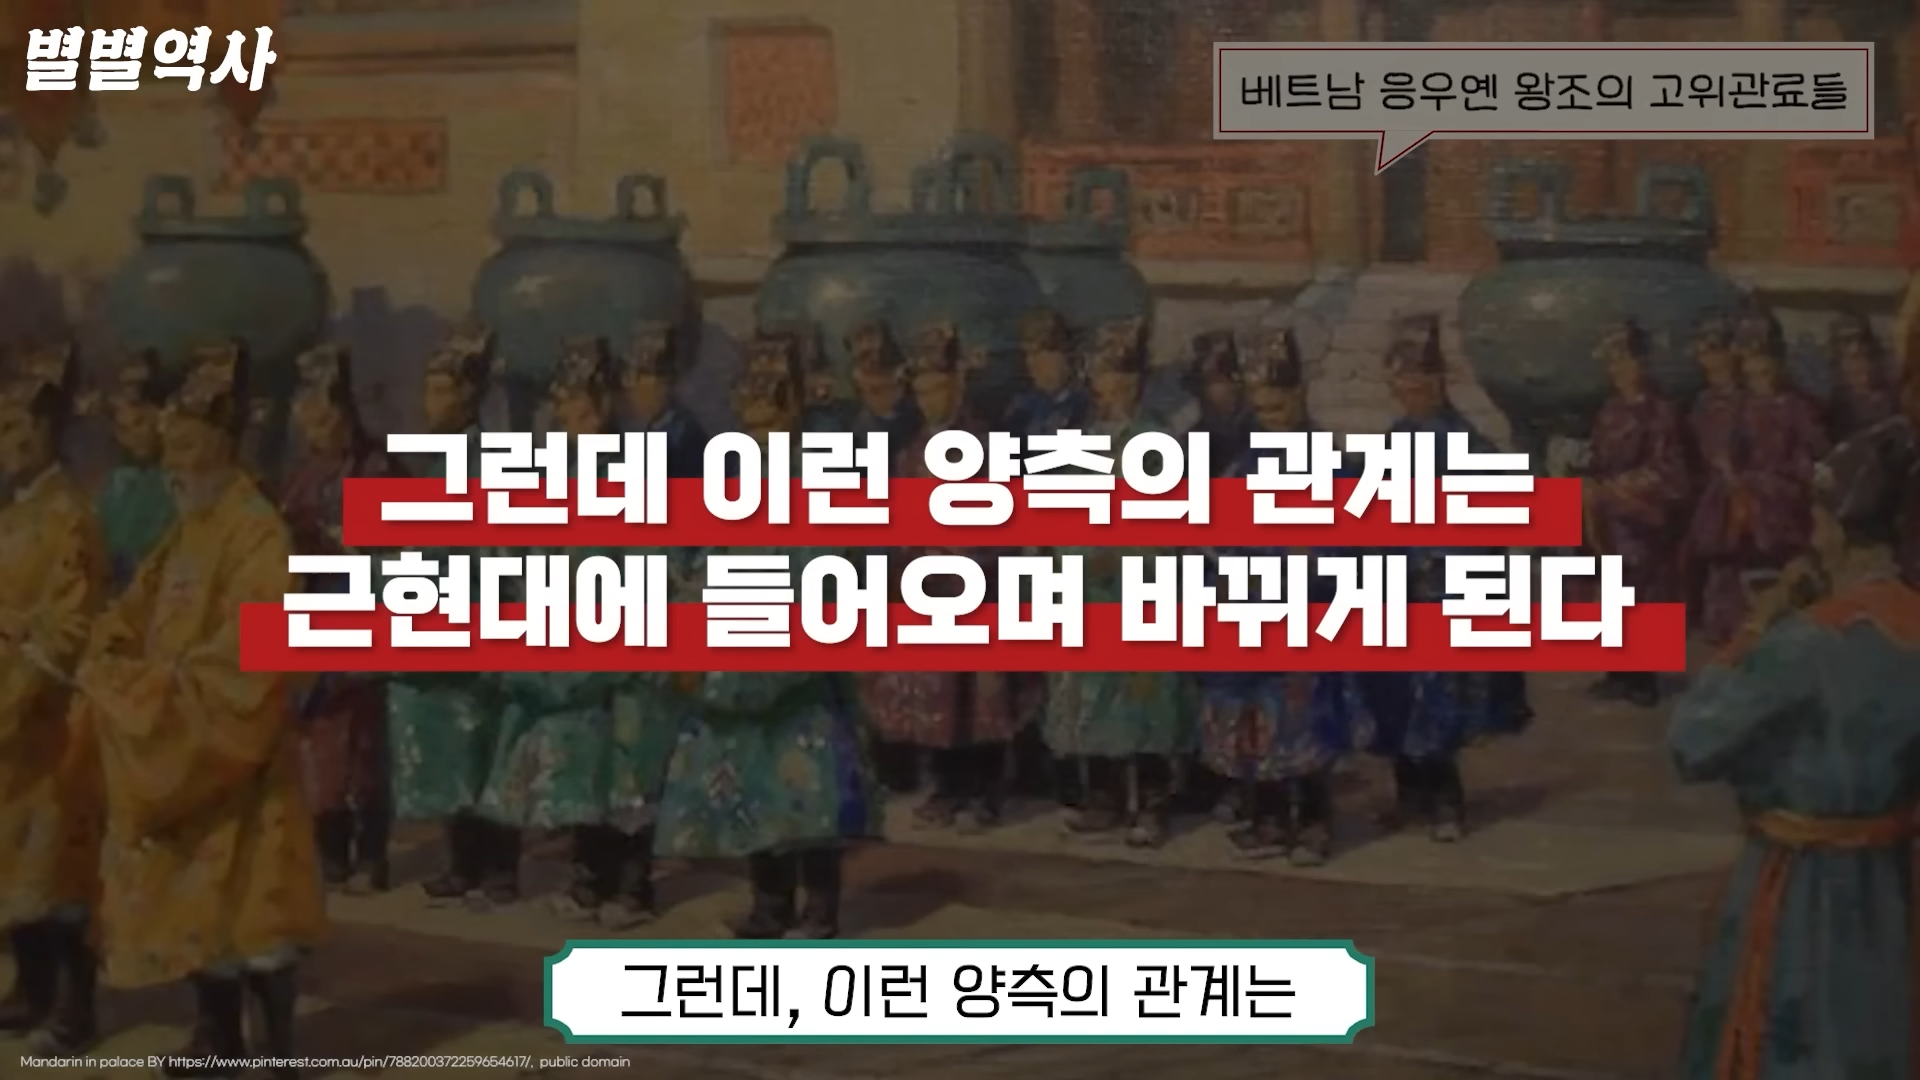 별별역사
베트남 응우옌 왕조의 고위관료들
그런데 이런 양측의 관계는
근현대에 들어오며 바뀌게 된다
그런데, 이런 양측의 관계는
Mandarin in palace BY https://www.pinterest.com.au/pin/788200372259654617/, public domain